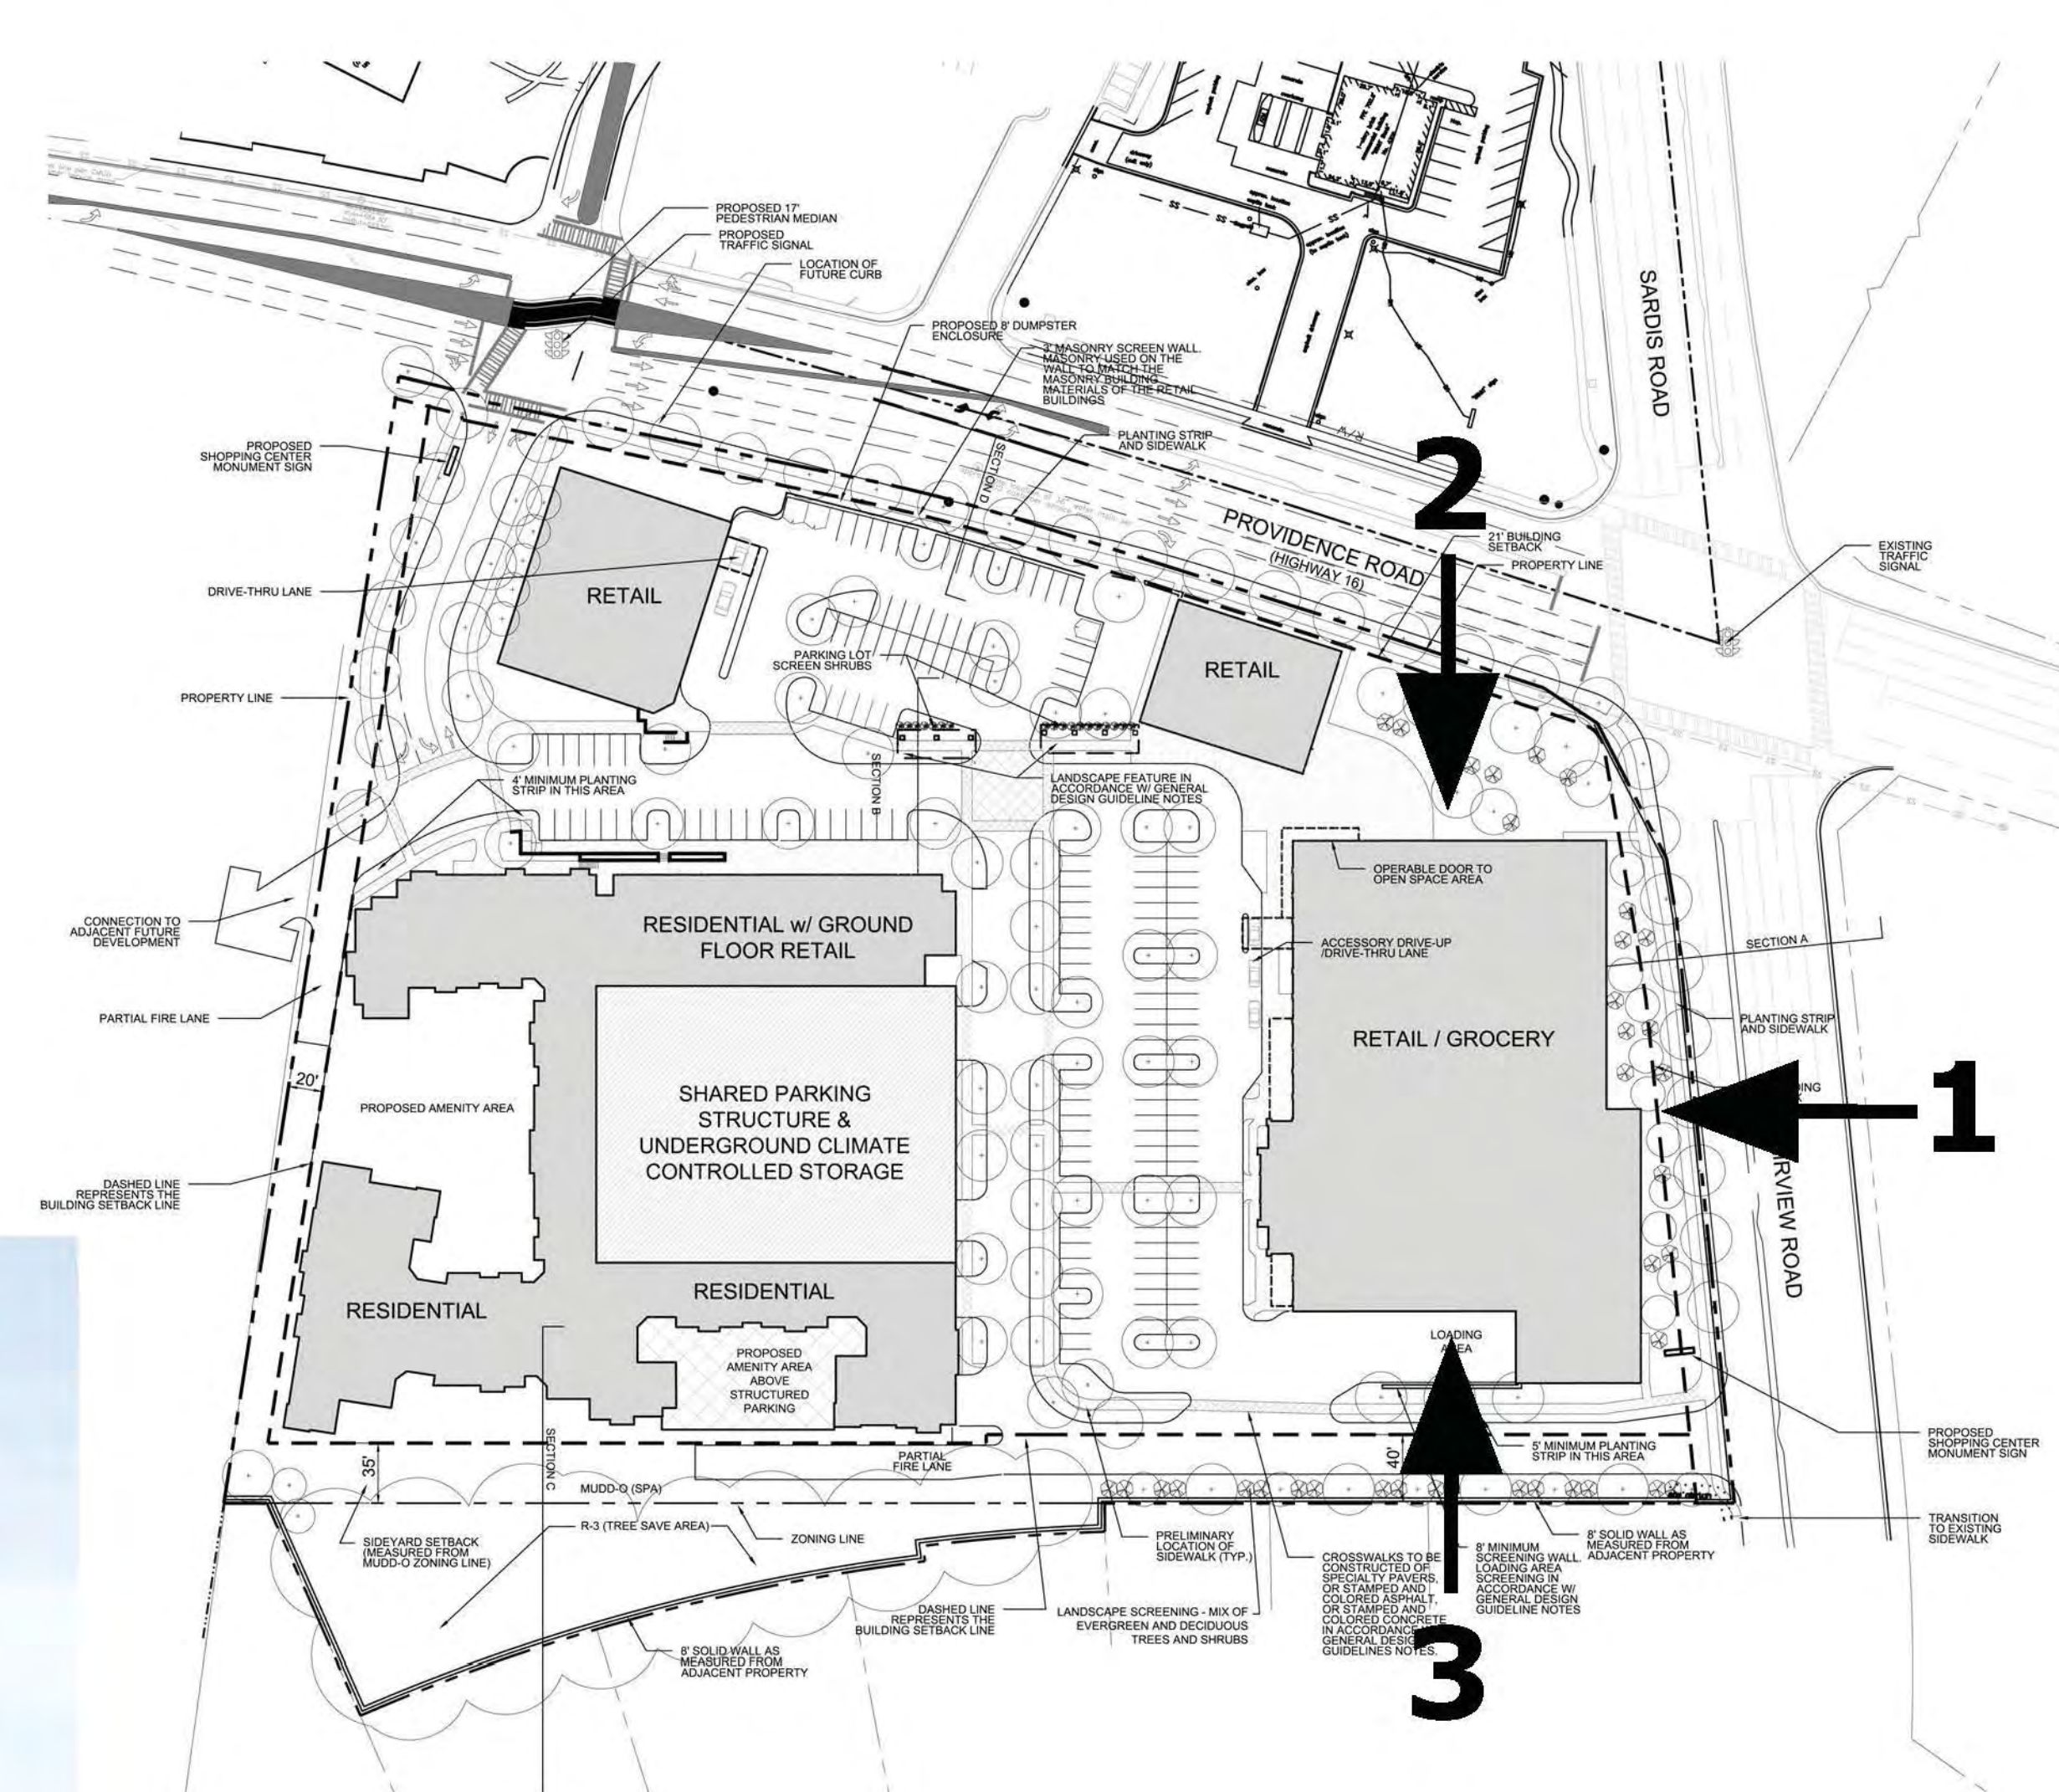 PROPOSED 17'
PEDESTRIAN MEDIAN
PROPOSED
TRAFFIC SIGNAL
LOCATION OF
FUTURE CURB
PROPOSED 8' DUMPSTER
ENCLOSURE
3' MASONRY SCREEN WALL.
MASONRY USED ON THE
WALL TO MATCH THE
MASONRY BUILDING
MATERIALS OF THE RETAIL
BUILDINGS
PLANTING STRIP
AND SIDEWALK
SECTION D
R/W
SARDIS ROAD
2
PROVIDENCE ROAD
(HIGHWAY 16)
21' BUILDING
SETBACK
PROPERTY LINE
EXISTING
TRAFFIC
SIGNAL
PROPOSED
SHOPPING CENTER
MONUMENT SIGN
DRIVE-THRU LANE
RETAIL
PARKING LOT
SCREEN SHRUBS
RETAIL
PROPERTY LINE
4' MINIMUM PLANTING
STRIP IN THIS AREA
SECTION B
LANDSCAPE FEATURE IN
ACCORDANCE W/ GENERAL
DESIGN GUIDELINE NOTES
OPERABLE DOOR TO
OPEN SPACE AREA
CONNECTION TO
ADJACENT FUTURE
DEVELOPMENT
RESIDENTIAL w/ GROUND
FLOOR RETAIL
ACCESSORY DRIVE-UP
/DRIVE-THRU LANE
SECTION A
PARTIAL FIRE LANE
RETAIL / GROCERY
PLANTING STRIP
AND SIDEWALK
20'
PROPOSED AMENITY AREA
SHARED PARKING
STRUCTURE &
UNDERGROUND CLIMATE
CONTROLLED STORAGE
1
IRVIEW ROAD
DASHED LINE
REPRESENTS THE
BUILDING SETBACK LINE
RESIDENTIAL
RESIDENTIAL
PROPOSED
AMENITY AREA
ABOVE
STRUCTURED
PARKING
LOADING
SECTION C
PARTIAL
FIRE LANE
35'
40'
5' MINIMUM PLANTING
STRIP IN THIS AREA
PROPOSED
SHOPPING CENTER
MONUMENT SIGN
MUDD-O (SPA)
R-3 (TREE SAVE AREA)
ZONING LINE
SIDEYARD SETBACK
(MEASURED FROM
MUDD-O ZONING LINE)
PRELIMINARY
LOCATION OF
SIDEWALK (TYP.)
CROSSWALKS TO BE
CONSTRUCTED OF
SPECIALTY PAVERS,
OR STAMPED AND
COLORED ASPHALT,
OR STAMPED AND
COLORED CONCRETE
IN ACCORDANCE
GENERAL DESIG
GUIDELINES NOTES.
8' MINIMUM
SCREENING WALL.
LOADING AREA
SCREENING IN
ACCORDANCE W/
GENERAL DESIGN
GUIDELINE NOTES
8' SOLID WALL AS
MEASURED FROM
ADJACENT PROPERTY
TRANSITION
TO EXISTING
SIDEWALK
DASHED LINE
REPRESENTS THE
BUILDING SETBACK LINE
LANDSCAPE SCREENING - MIX OF
EVERGREEN AND DECIDUOUS
TREES AND SHRUBS
8' SOLID WALL AS
MEASURED FROM
ADJACENT PROPERTY
3